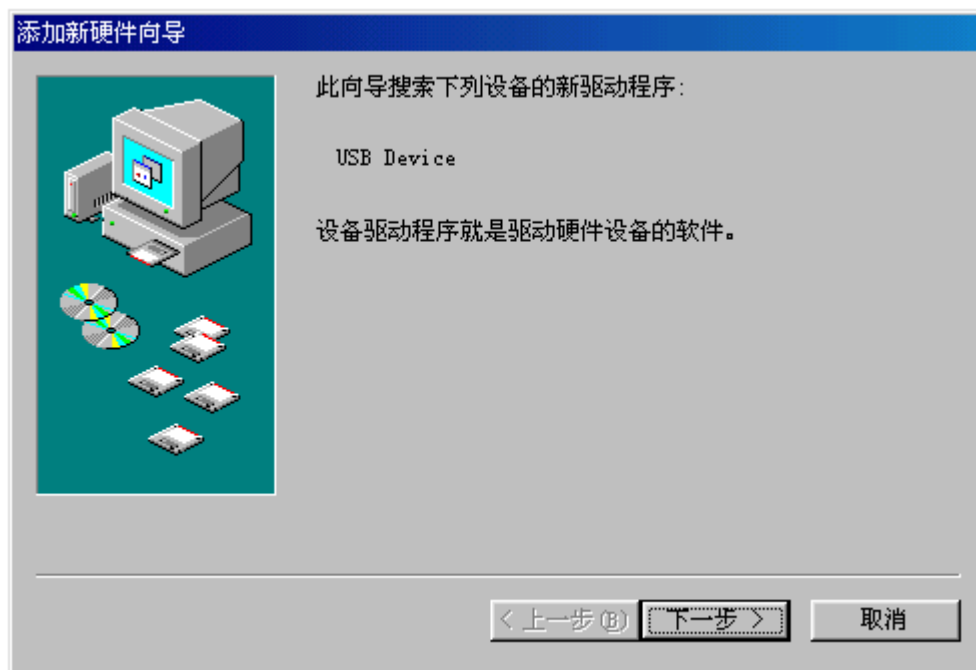 添加新硬件向导
此向导搜索下列设备的新驱动程序:
USB Device
设备驱动程序就是驱动硬件设备的软件。
< 上一步(B) 下一步 > 取消